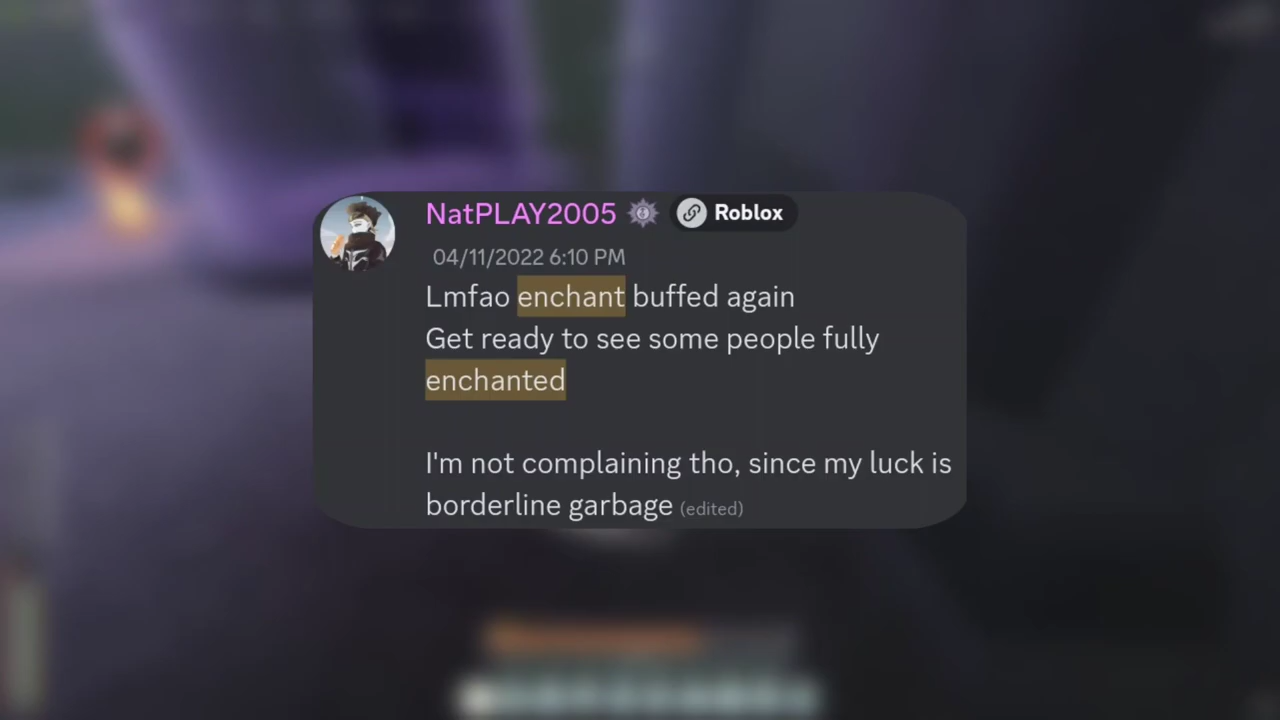 NatPLAY2005 Roblox
04/11/2022 6:10 PM
Lmfao enchant buffed again
Get ready to see some people fully
enchanted
I'm not complaining tho, since my luck is
borderline garbage (edited)